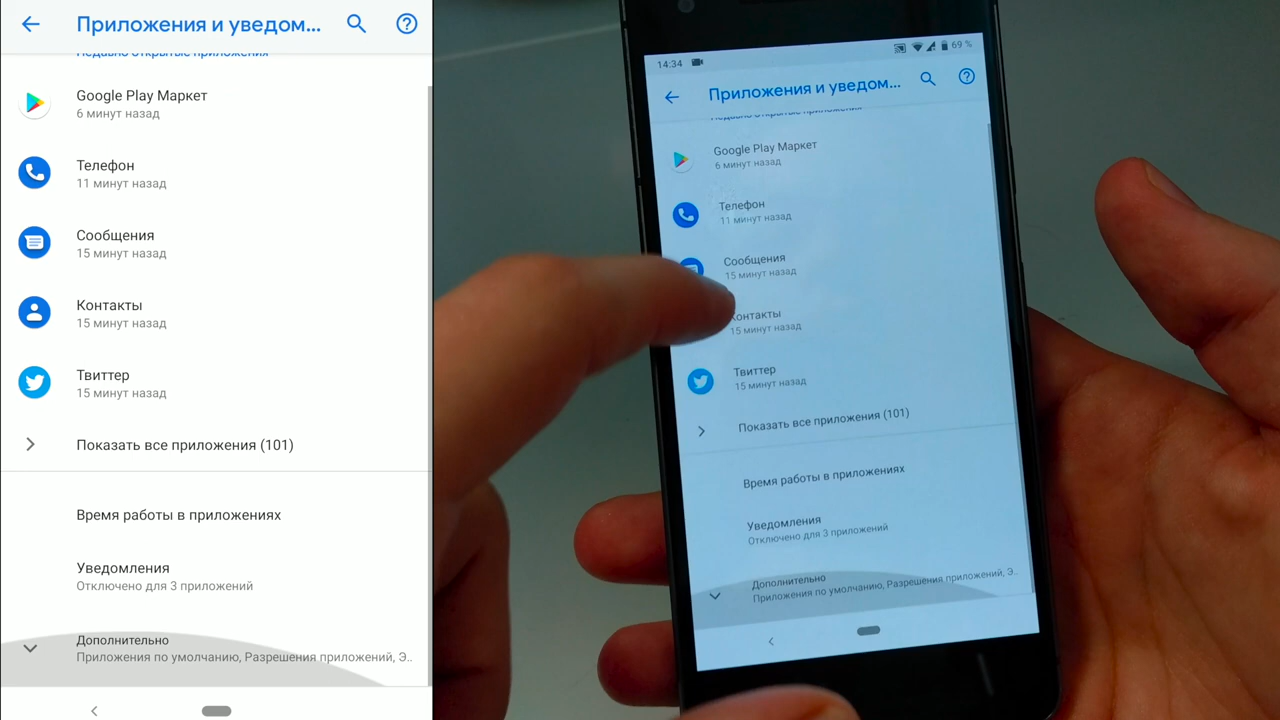 Приложения и уведом...
Недавно открытые приложения
Google Play Маркет
6 минут назад
Телефон
11 минут назад
Сообщения
15 минут назад
Контакты
15 минут назад
Твиттер
15 минут назад
Показать все приложения (101)
Время работы в приложениях
Уведомления
Отключено для 3 приложений
Дополнительно
Приложения по умолчанию, Разрешения приложений, Э..
14:34
69 %
Приложения и уведом...
Недавно открытые приложения
Google Play Маркет
6 минут назад
Телефон
11 минут назад
Сообщения
15 минут назад
Контакты
15 минут назад
Твиттер
15 минут назад
Показать все приложения (101)
Время работы в приложениях
Уведомления
Отключено для 3 приложений
Дополнительно
Приложения по умолчанию, Разрешения приложений, Э..